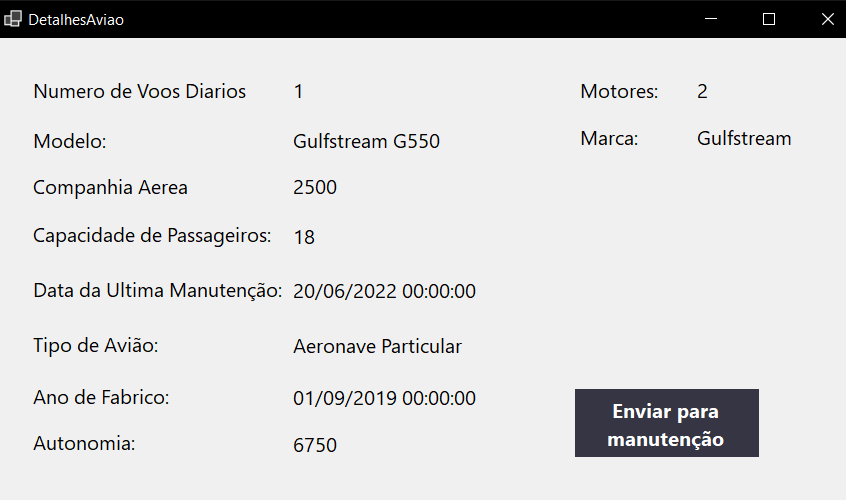 DetalhesAviao
Numero de Voos Diarios 1 Motores: 2
Modelo: Gulfstream G550 Marca: Gulfstream
Companhia Aerea 2500
Capacidade de Passageiros: 18
Data da Ultima Manutenção: 20/06/2022 00:00:00
Tipo de Avião: Aeronave Particular
Ano de Fabrico: 01/09/2019 00:00:00
Autonomia: 6750
Enviar para
manutenção